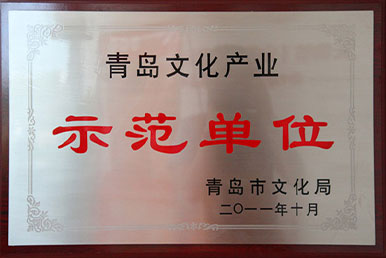 青岛文化产业
示范单位
青岛市文化局
二〇一一年十月